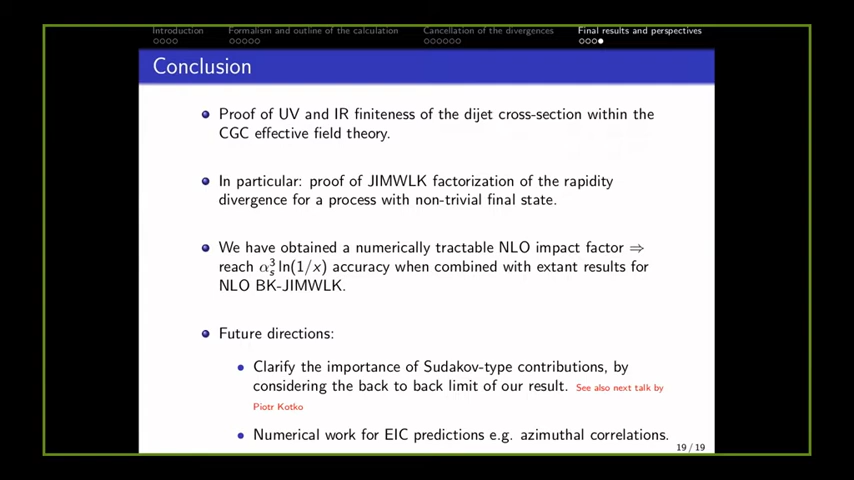 Introduction Formalism and outline of the calculation Cancellation of the divergences Final results and perspectives
Conclusion
Proof of UV and IR finiteness of the dijet cross-section within the
CGC effective field theory.
In particular: proof of JIMWLK factorization of the rapidity
divergence for a process with non-trivial final state.
We have obtained a numerically tractable NLO impact factor ⇒
reach α_s^3 ln(1/x) accuracy when combined with extant results for
NLO BK-JIMWLK.
Future directions:
Clarify the importance of Sudakov-type contributions, by
considering the back to back limit of our result. See also next talk by
Piotr Kotko
Numerical work for EIC predictions e.g. azimuthal correlations.
19 / 19